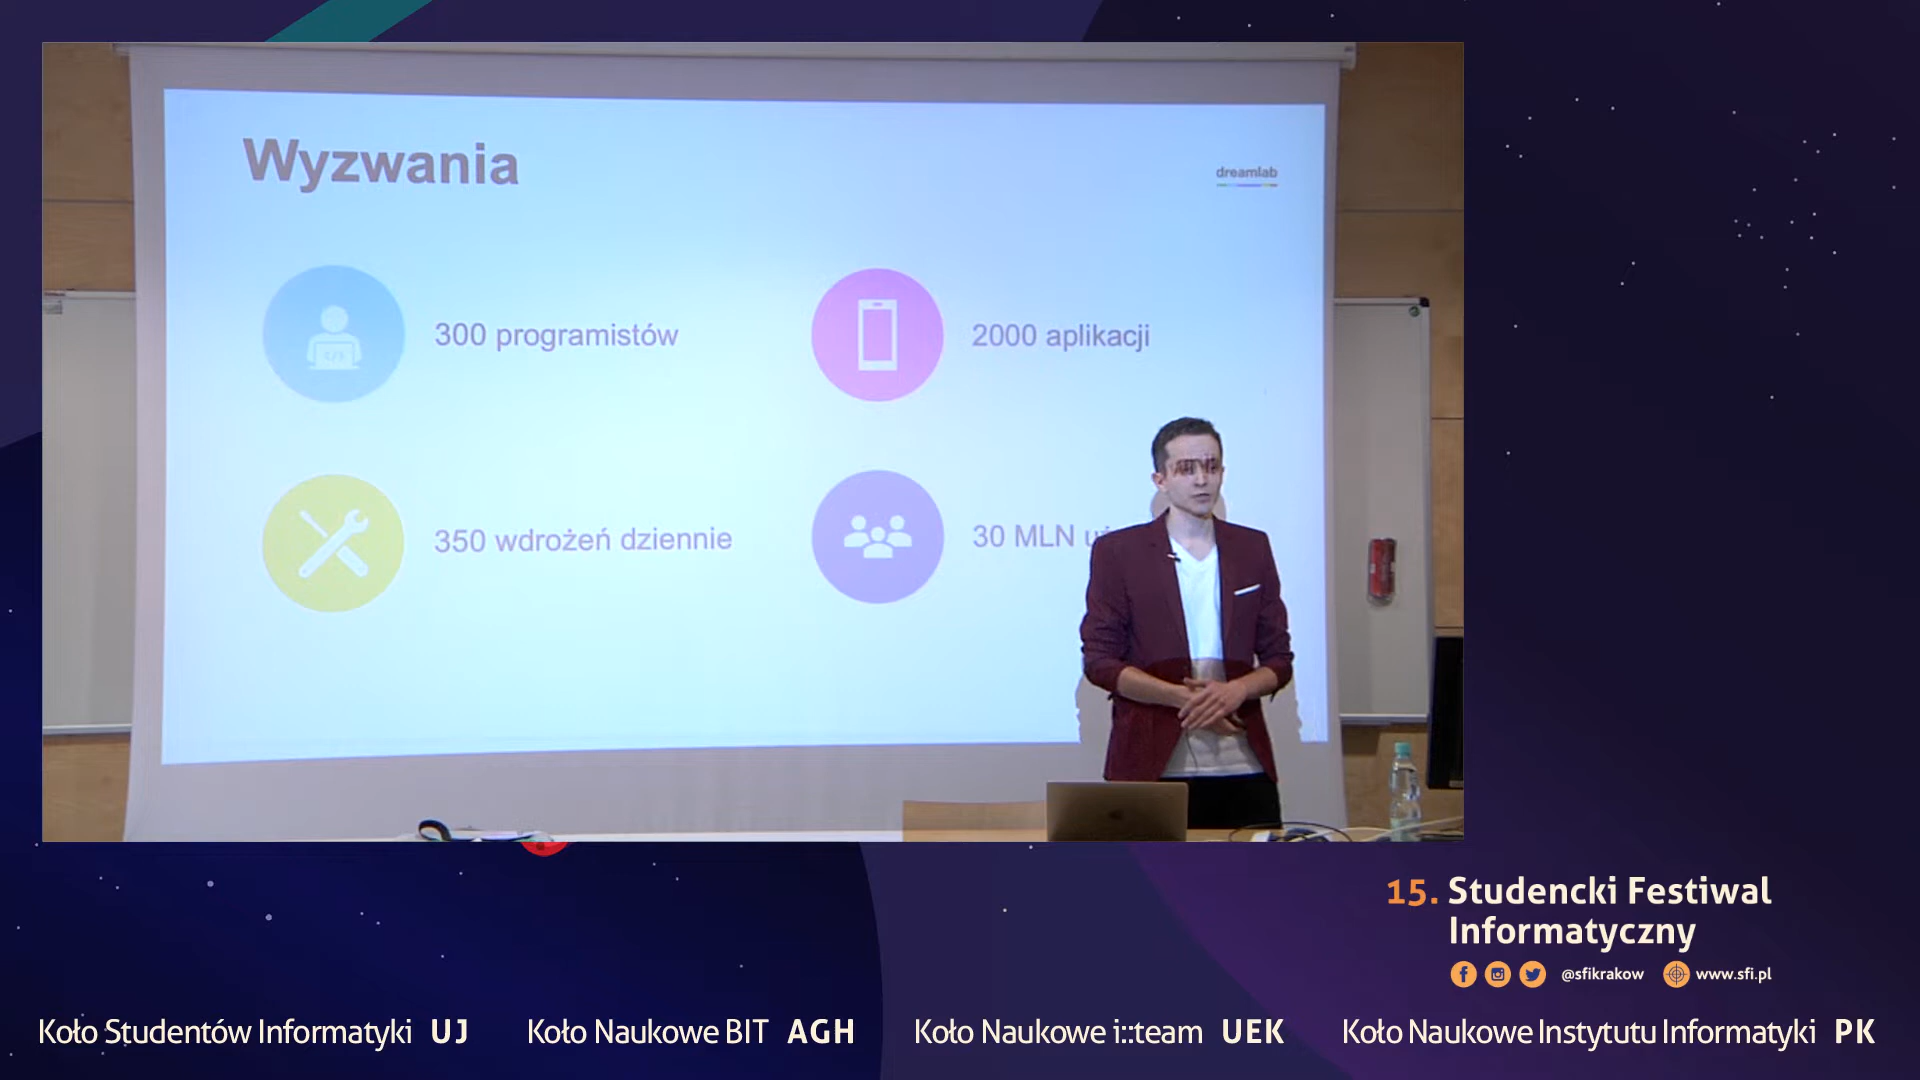 Wyzwania
dreamlab
300 programistów
2000 aplikacji
350 wdrożeń dziennie
30 MLN
15. Studencki Festiwal
Informatyczny
@sfikrakow www.sfi.pl
Koło Studentów Informatyki UJ Koło Naukowe BIT AGH Koło Naukowe i::team UEK Koło Naukowe Instytutu Informatyki PK